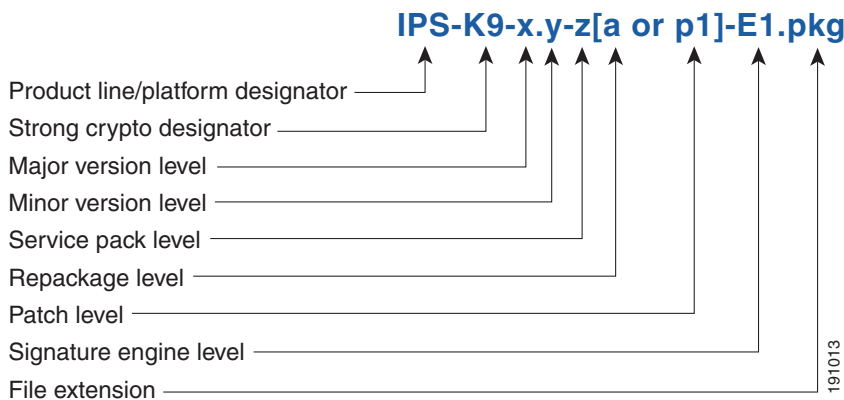 IPS-K9-x.y-z[a or p1]-E1.pkg
Product line/platform designator
Strong crypto designator
Major version level
Minor version level
Service pack level
Repackage level
Patch level
Signature engine level
File extension
191013